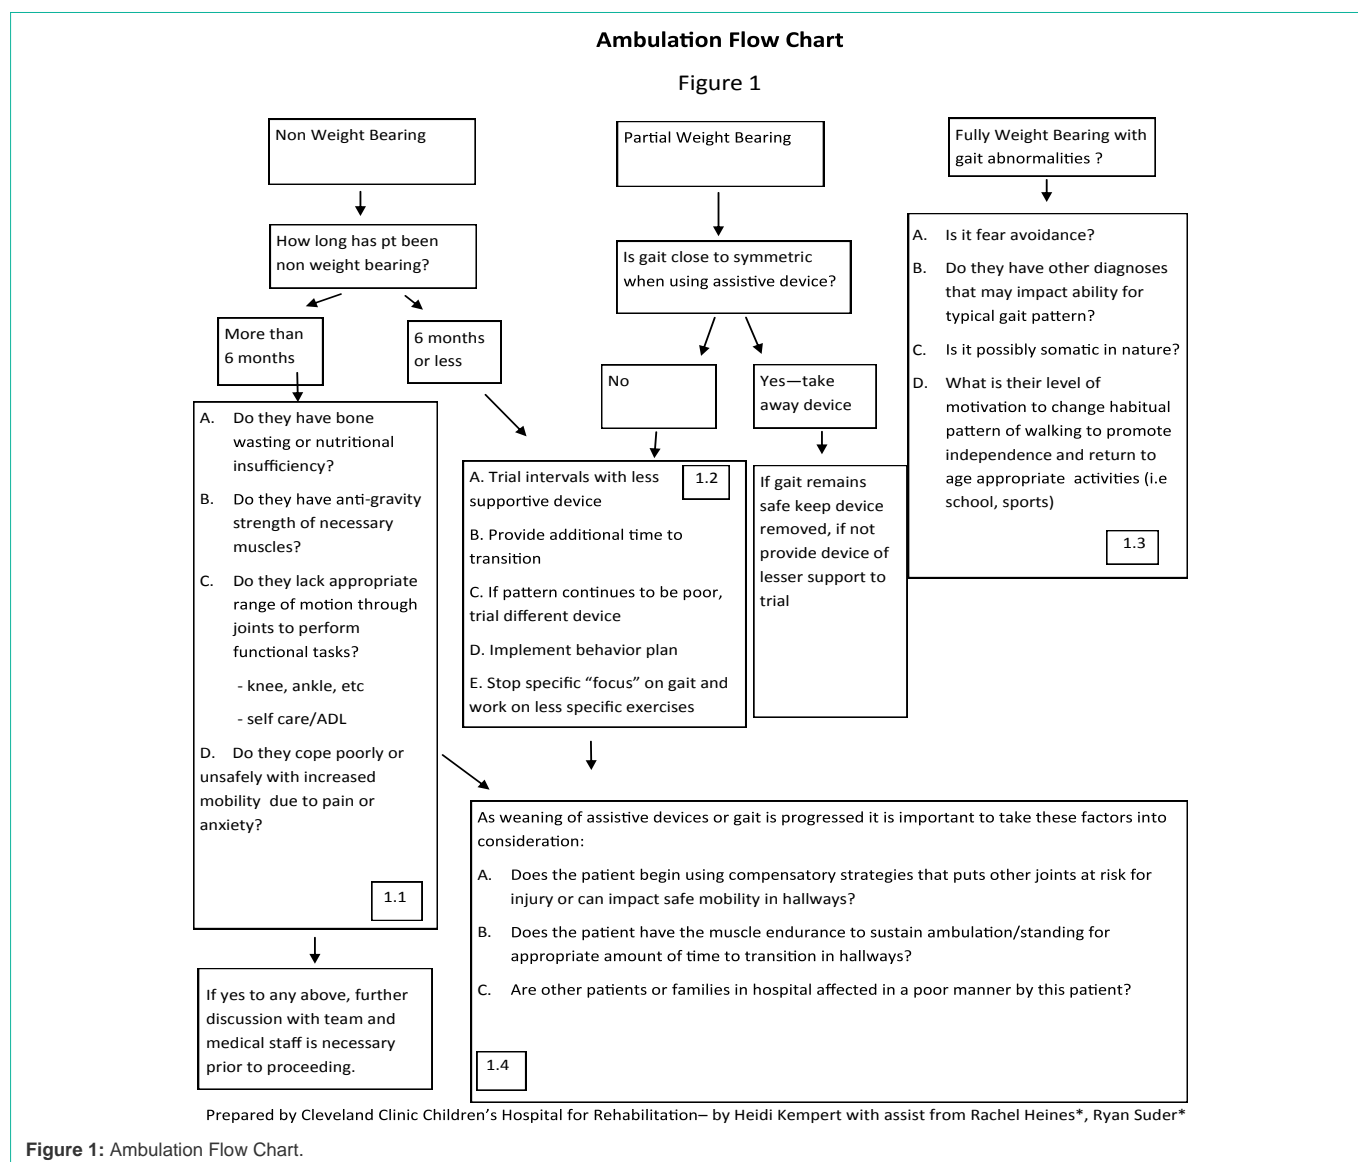 Ambulation Flow Chart
Figure 1
Non Weight Bearing
How long has pt been
non weight bearing?
More than
6 months
6 months
or less
A. Do they have bone
wasting or nutritional
insufficiency?
B. Do they have anti-gravity
strength of necessary
muscles?
C. Do they lack appropriate
range of motion through
joints to perform
functional tasks?
- knee, ankle, etc
- self care/ADL
D. Do they cope poorly or
unsafely with increased
mobility due to pain or
anxiety?
1.1
If yes to any above, further
discussion with team and
medical staff is necessary
prior to proceeding.
Partial Weight Bearing
Is gait close to symmetric
when using assistive device?
No
Yes—take
away device
A. Trial intervals with less
supportive device
1.2
B. Provide additional time to
transition
C. If pattern continues to be poor,
trial different device
D. Implement behavior plan
E. Stop specific “focus” on gait and
work on less specific exercises
If gait remains
safe keep device
removed, if not
provide device of
lesser support to
trial
Fully Weight Bearing with
gait abnormalities ?
A. Is it fear avoidance?
B. Do they have other diagnoses
that may impact ability for
typical gait pattern?
C. Is it possibly somatic in nature?
D. What is their level of
motivation to change habitual
pattern of walking to promote
independence and return to
age appropriate activities (i.e
school, sports)
1.3
As weaning of assistive devices or gait is progressed it is important to take these factors into
consideration:
A. Does the patient begin using compensatory strategies that puts other joints at risk for
injury or can impact safe mobility in hallways?
B. Does the patient have the muscle endurance to sustain ambulation/standing for
appropriate amount of time to transition in hallways?
C. Are other patients or families in hospital affected in a poor manner by this patient?
1.4
Prepared by Cleveland Clinic Children’s Hospital for Rehabilitation– by Heidi Kempert with assist from Rachel Heines*, Ryan Suder*
Figure 1: Ambulation Flow Chart.